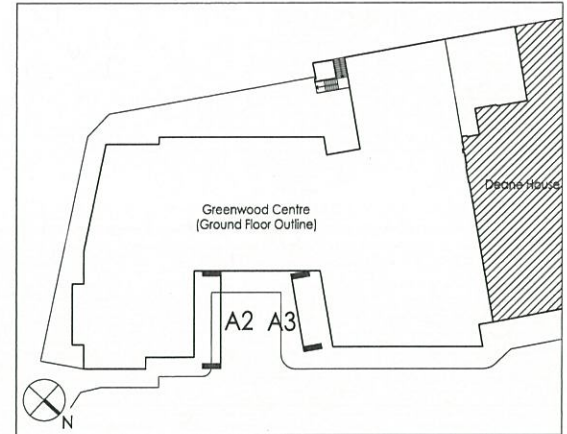 Deane House
Greenwood Centre
(Ground Floor Outline)
A2 A3
N